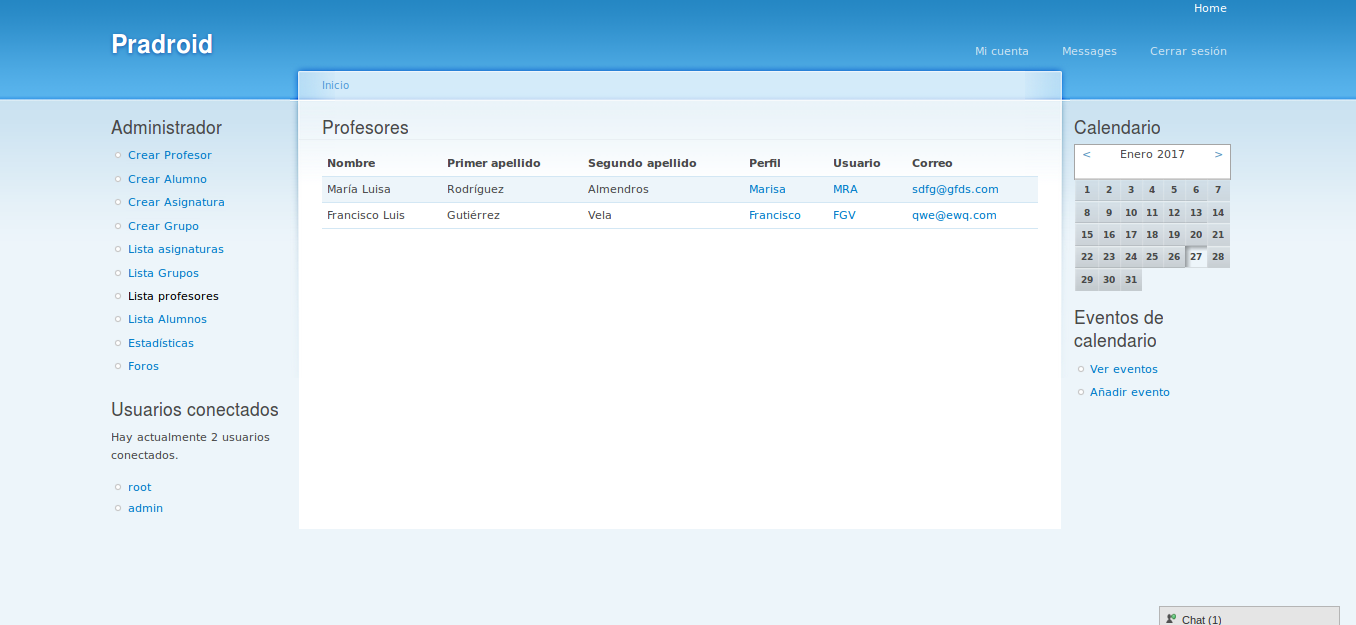 Home
Pradroid
Mi cuenta Messages Cerrar sesión
Inicio
Administrador
Crear Profesor
Crear Alumno
Crear Asignatura
Crear Grupo
Lista asignaturas
Lista Grupos
Lista profesores
Lista Alumnos
Estadísticas
Foros
Usuarios conectados
Hay actualmente 2 usuarios
conectados.
root
admin
Profesores
Nombre Primer apellido Segundo apellido Perfil Usuario Correo
María Luisa Rodríguez Almendros Marisa MRA sdfg@gfds.com
Francisco Luis Gutiérrez Vela Francisco FGV qwe@ewq.com
Calendario
< Enero 2017 >
1 2 3 4 5 6 7
8 9 10 11 12 13 14
15 16 17 18 19 20 21
22 23 24 25 26 27 28
29 30 31
Eventos de
calendario
Ver eventos
Añadir evento
Chat (1)